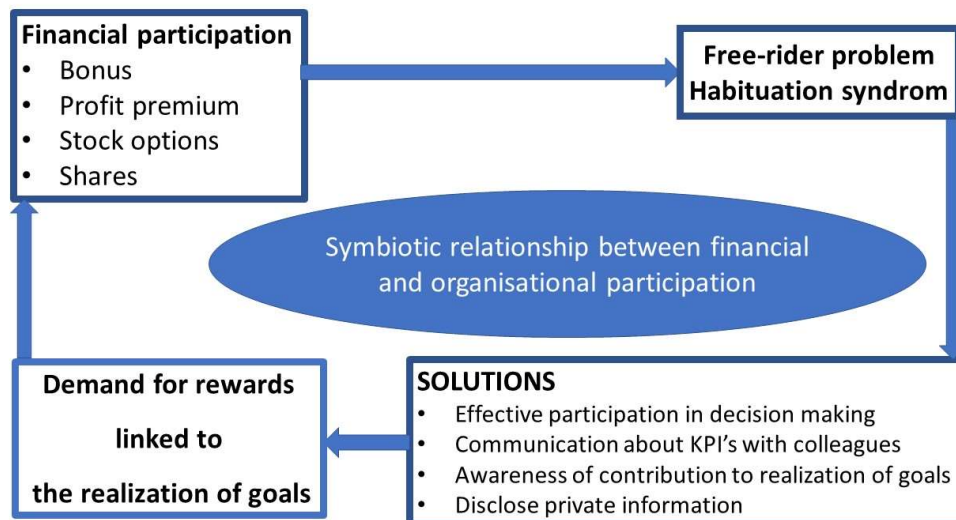 Financial participation
• Bonus
• Profit premium
• Stock options
• Shares
Free-rider problem
Habituation syndrom
Symbiotic relationship between financial
and organisational participation
SOLUTIONS
• Effective participation in decision making
• Communication about KPI's with colleagues
• Awareness of contribution to realization of goals
• Disclose private information
Demand for rewards
linked to
the realization of goals